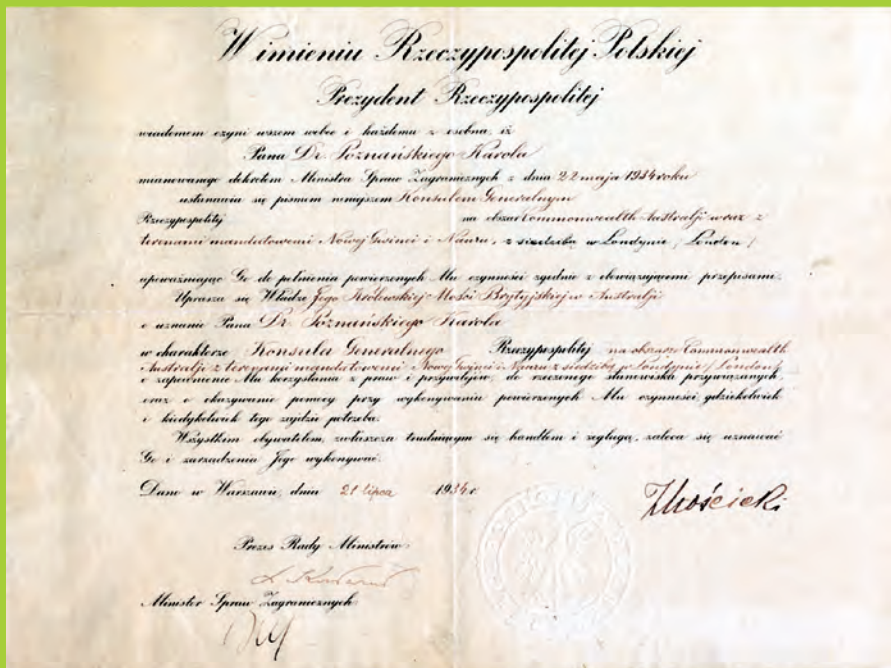 W imieniu Rzeczypospolitej Polskiej
Prezydent Rzeczypospolitej
wiadomem czyni wszem wobec i każdemu z osobna, iż
Pana Dr. Poznańskiego Karola
mianowanego dekretem Ministra Spraw Zagranicznych z dnia 22 maja 1934 roku
ustanawia się pismem niniejszem Konsulem Generalnym
Rzeczypospolitej na obszar Commonwealth Australji wraz z
terenami mandatowemi Nowej Gwinei i Nauru, z siedzibą w Londynie / London /
upoważniając Go do pełnienia powierzonych Mu czynności zgodnie z obowiązującemi przepisami.
Uprasza się Władze Jego Królewskiej Mości Brytyjskiej w Australji
o uznanie Pana Dr. Poznańskiego Karola
w charakterze Konsula Generalnego Rzeczypospolitej na obszarze Commonwealth
Australji z terenami mandatowemi Nowej Gwinei i Nauru z siedzibą w Londynie / London /
o zapewnienie Mu korzystania z praw i przywilejów, do rzeczonego stanowiska przywiązanych,
oraz o okazywanie pomocy przy wykonywaniu powierzonych Mu czynności, gdziekolwiek
i kiedykolwiek tego zajdzie potrzeba.
Wszystkim obywatelom, zwłaszcza trudniącym się handlem i żeglugą, zaleca się uznawać
Go i zarządzenia Jego wykonywać.
Dano w Warszawie, dnia 21 lipca 1934 r.
IMościcki
Prezes Rady Ministrów
Minister Spraw Zagranicznych